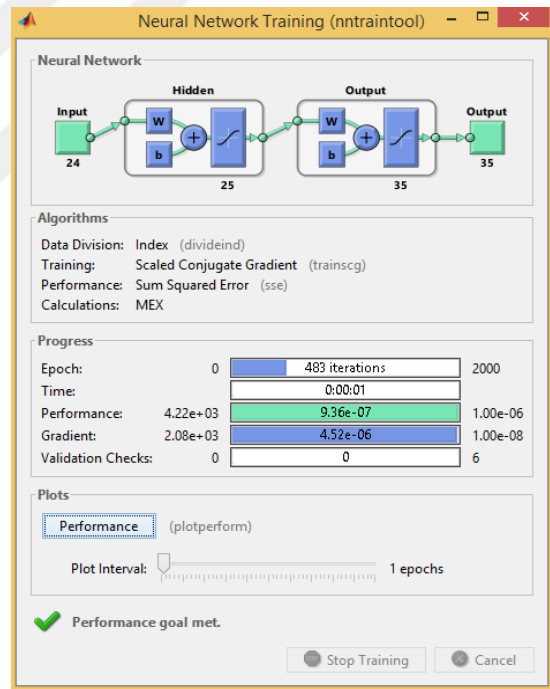 Neural Network Training (nntraintool)
Neural Network
Hidden
Output
Input
Output
W
W
b
b
24
25
35
35
Algorithms
Data Division: Index (divideind)
Training: Scaled Conjugate Gradient (trainscg)
Performance: Sum Squared Error (sse)
Calculations: MEX
Progress
Epoch: 0 483 iterations 2000
Time: 0:00:01
Performance: 4.22e+03 9.36e-07 1.00e-06
Gradient: 2.08e+03 4.52e-06 1.00e-08
Validation Checks: 0 0 6
Plots
Performance (plotperform)
Plot Interval: 1 epochs
Performance goal met.
Stop Training Cancel